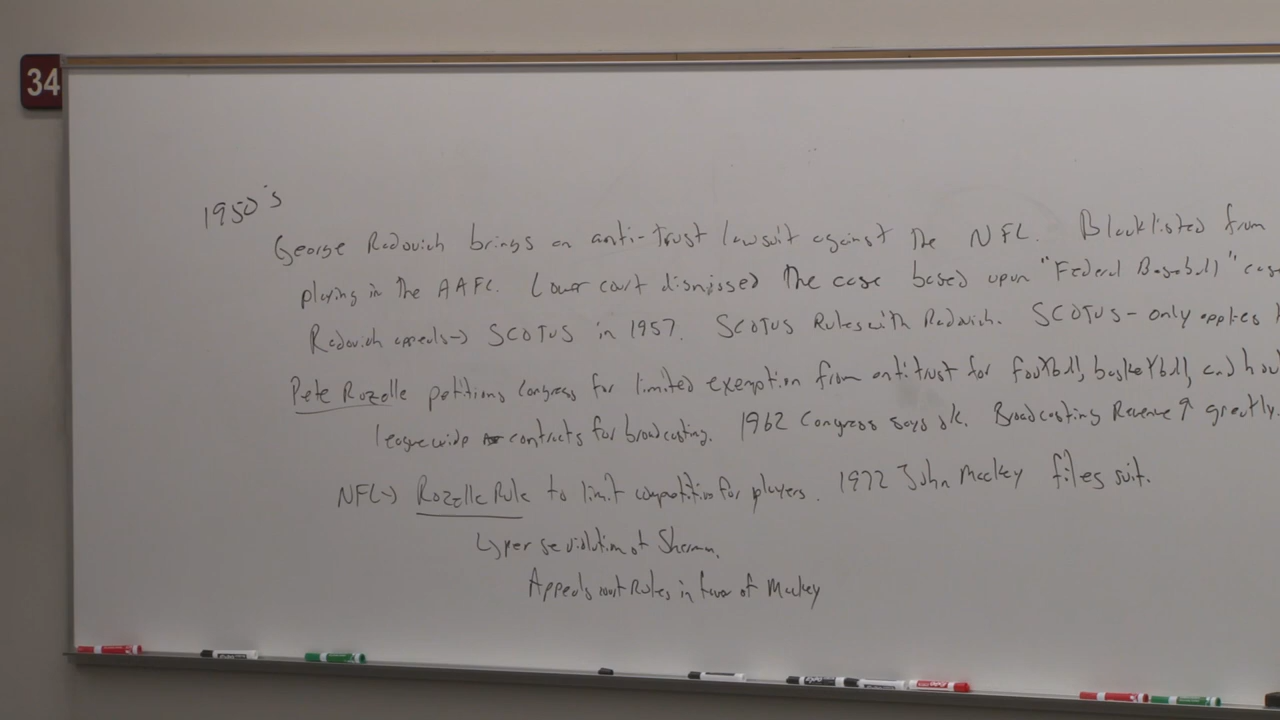 34
1950's
George Radovich brings an anti-trust lawsuit against the NFL. Blacklisted from
playing in the AAFC. Lower court dismissed the case based upon "Federal Baseball" case
Radovich appeals → SCOTUS in 1957. SCOTUS Rules with Radovich. SCOTUS - only applies
Pete Rozelle petitions Congress for limited exemption from antitrust for football, basketball, and
league wide contracts for broadcasting. 1962 Congress says ok. Broadcasting Revenue ↑ greatly.
NFL → Rozelle Rule to limit competition for players. 1972 John Mackey files suit.
↳ per se violation of Sherman.
Appeals court Rules in favor of Mackey